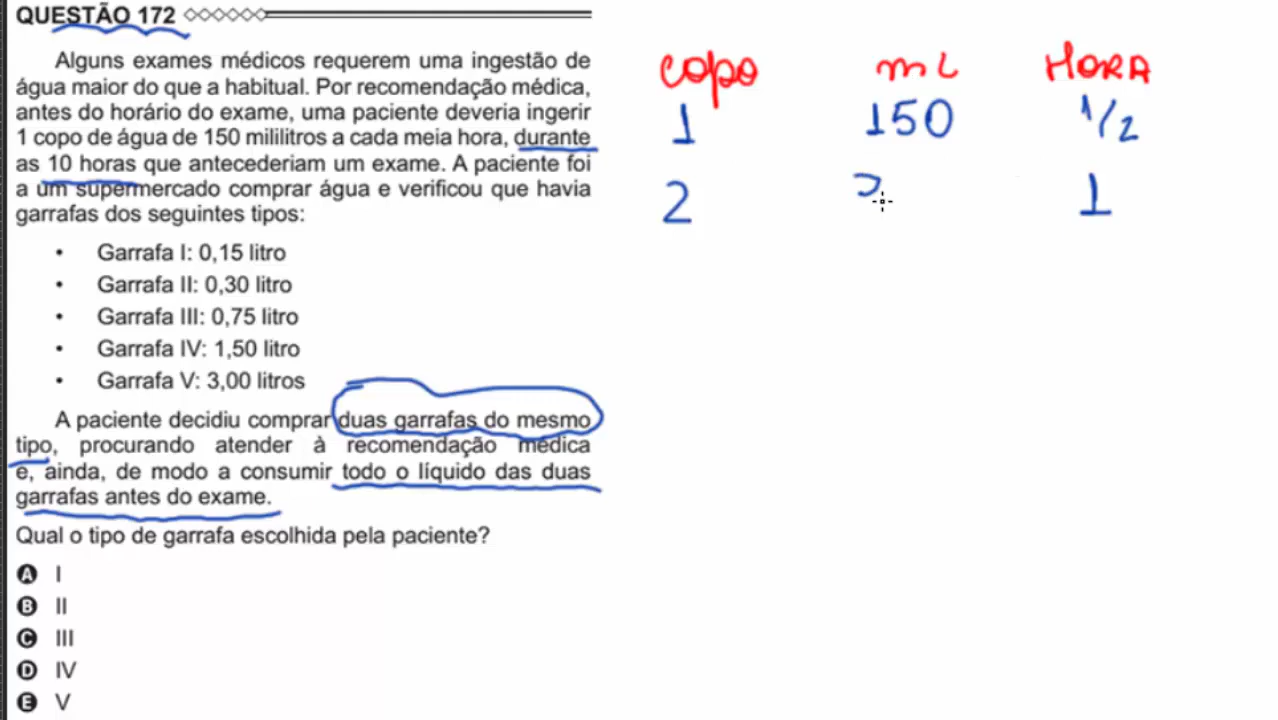 QUESTÃO 172
Alguns exames médicos requerem uma ingestão de
água maior do que a habitual. Por recomendação médica,
antes do horário do exame, uma paciente deveria ingerir
1 copo de água de 150 mililitros a cada meia hora, durante
as 10 horas que antecederiam um exame. A paciente foi
a um supermercado comprar água e verificou que havia
garrafas dos seguintes tipos:
• Garrafa I: 0,15 litro
• Garrafa II: 0,30 litro
• Garrafa III: 0,75 litro
• Garrafa IV: 1,50 litro
• Garrafa V: 3,00 litros
A paciente decidiu comprar duas garrafas do mesmo
tipo, procurando atender à recomendação médica
e, ainda, de modo a consumir todo o líquido das duas
garrafas antes do exame.
Qual o tipo de garrafa escolhida pela paciente?
A I
B II
C III
D IV
E V
COPO mL HORA
1 150 1/2
2 1